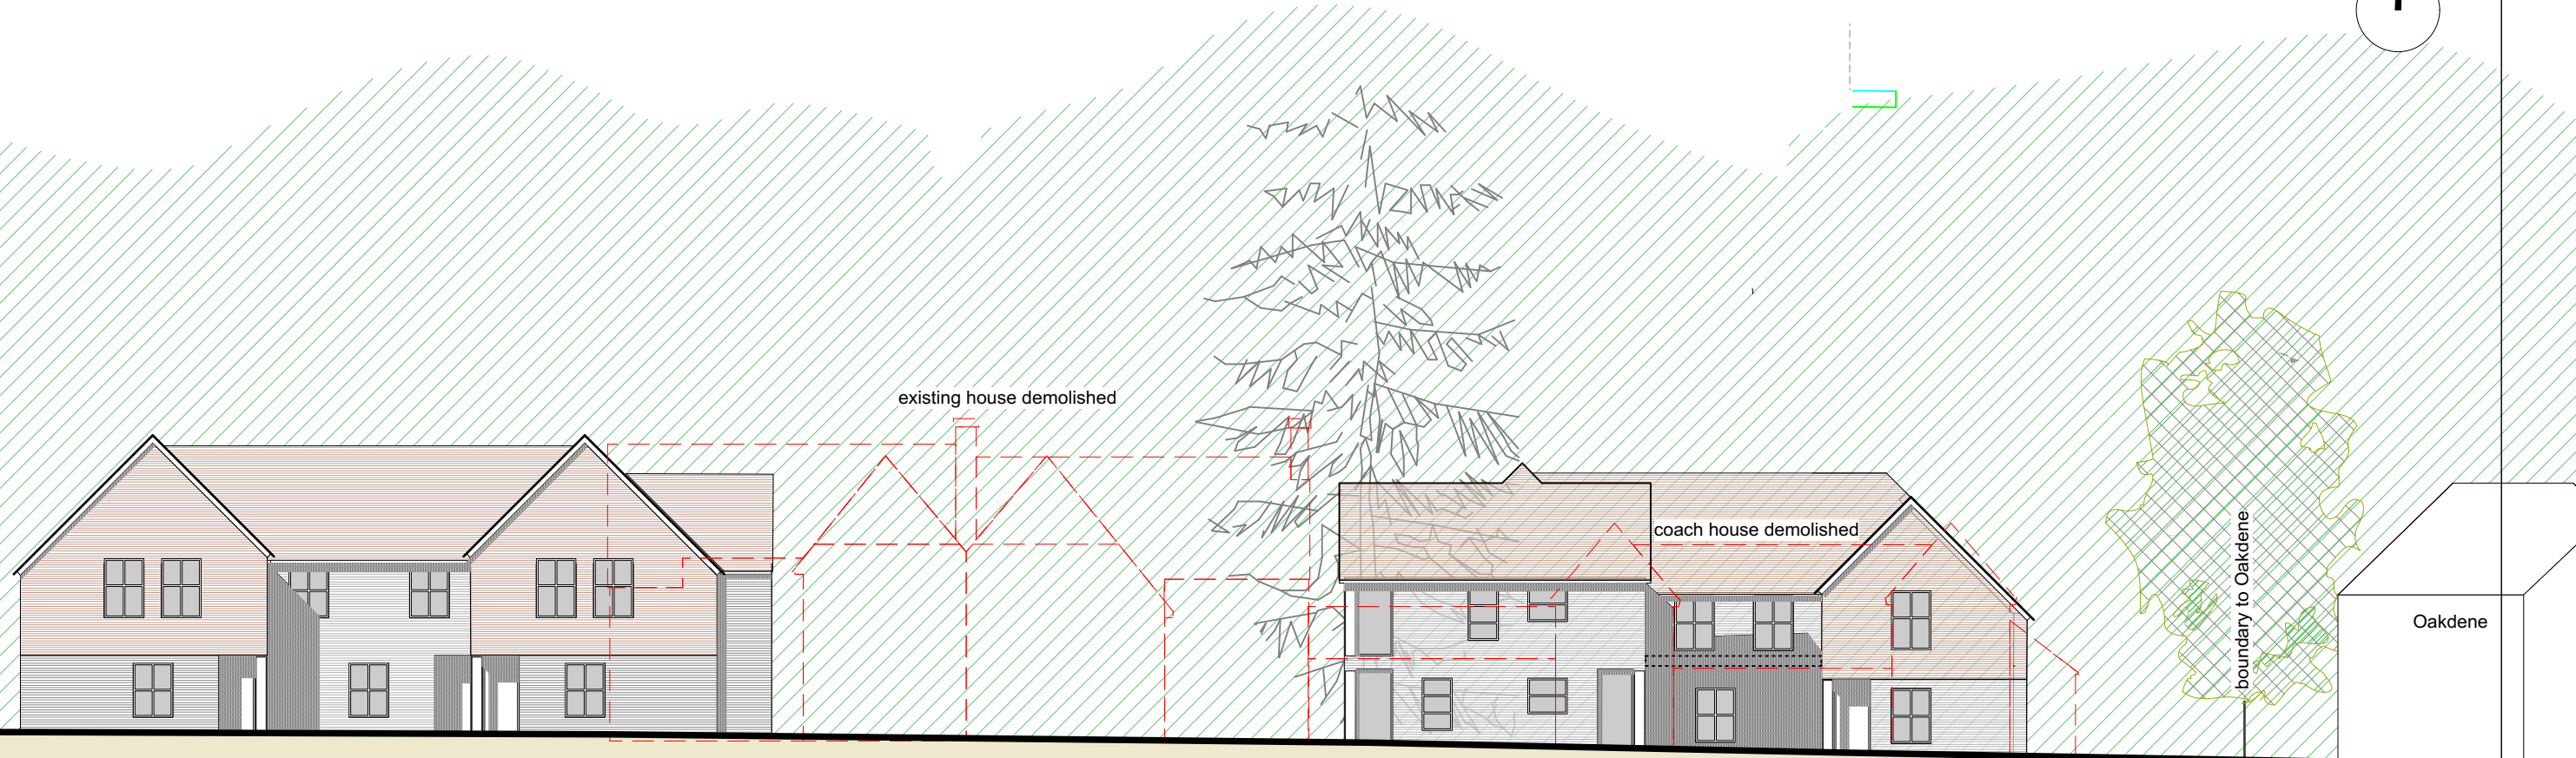 existing house demolished
coach house demolished
boundary to Oakdene
Oakdene